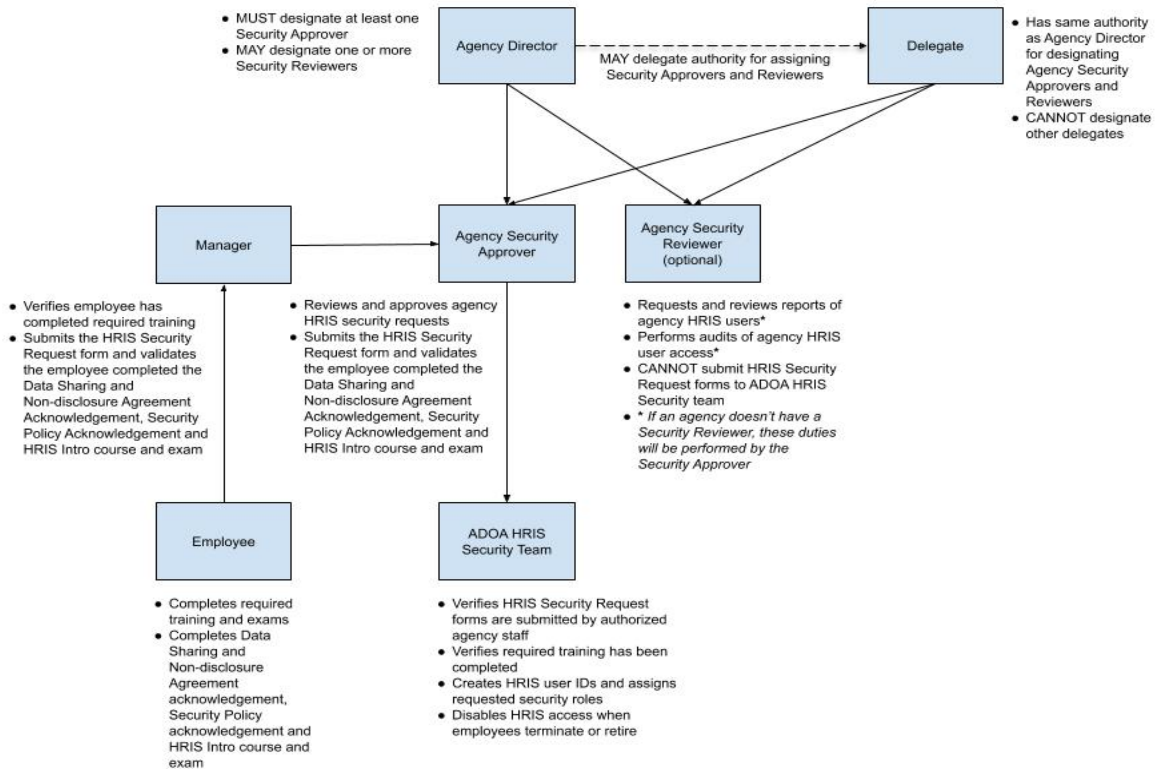 ● MUST designate at least one
Security Approver
● MAY designate one or more
Security Reviewers
Agency Director
MAY delegate authority for assigning
Security Approvers and Reviewers
Delegate
● Has same authority
as Agency Director
for designating
Agency Security
Approvers and
Reviewers
● CANNOT designate
other delegates
Manager
Agency Security
Approver
Agency Security
Reviewer
(optional)
● Verifies employee has
completed required training
● Submits the HRIS Security
Request form and validates
the employee completed the
Data Sharing and
Non-disclosure Agreement
Acknowledgement, Security
Policy Acknowledgement and
HRIS Intro course and exam
● Reviews and approves agency
HRIS security requests
● Submits the HRIS Security
Request form and validates
the employee completed the
Data Sharing and
Non-disclosure Agreement
Acknowledgement, Security
Policy Acknowledgement and
HRIS Intro course and exam
● Requests and reviews reports of
agency HRIS users*
● Performs audits of agency HRIS
user access*
● CANNOT submit HRIS Security
Request forms to ADOA HRIS
Security team
● * If an agency doesn't have a
Security Reviewer, these duties
will be performed by the
Security Approver
Employee
ADOA HRIS
Security Team
● Completes required
training and exams
● Completes Data
Sharing and
Non-disclosure
Agreement
acknowledgement,
Security Policy
acknowledgement and
HRIS Intro course and
exam
● Verifies HRIS Security Request
forms are submitted by authorized
agency staff
● Verifies required training has been
completed
● Creates HRIS user IDs and assigns
requested security roles
● Disables HRIS access when
employees terminate or retire